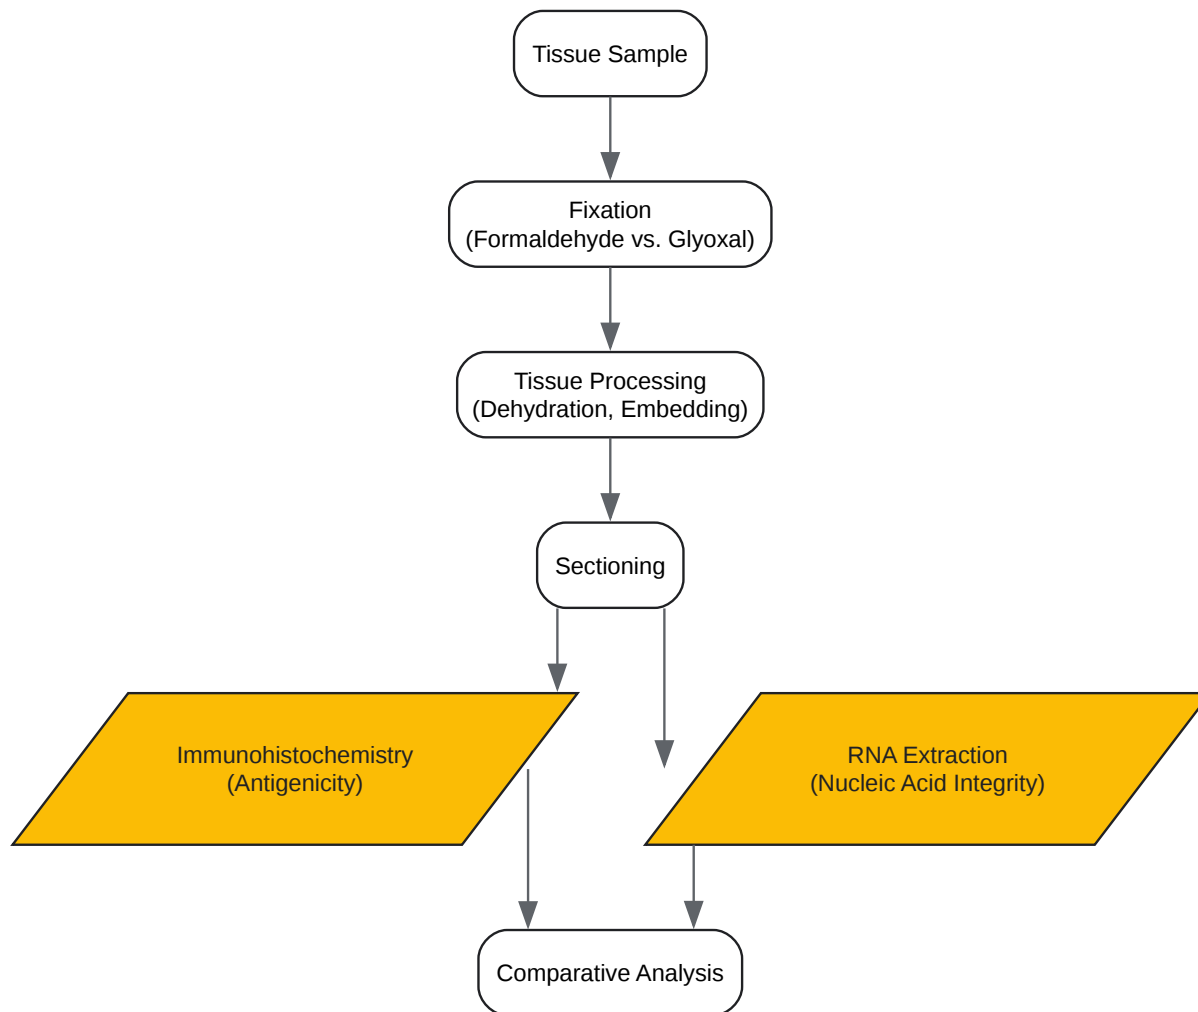 Tissue Sample
Fixation
(Formaldehyde vs. Glyoxal)
Tissue Processing
(Dehydration, Embedding)
Sectioning
Immunohistochemistry
(Antigenicity)
RNA Extraction
(Nucleic Acid Integrity)
Comparative Analysis